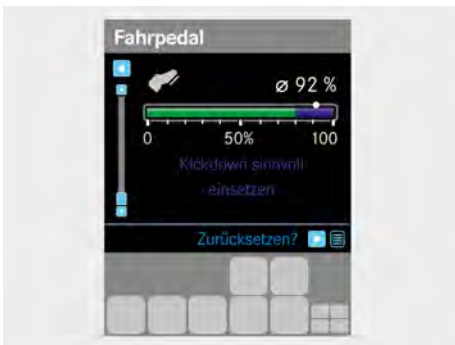 Fahrpedal
ø 92 %
0 50% 100
Kickdown sinnvoll
einsetzen
Zurücksetzen?